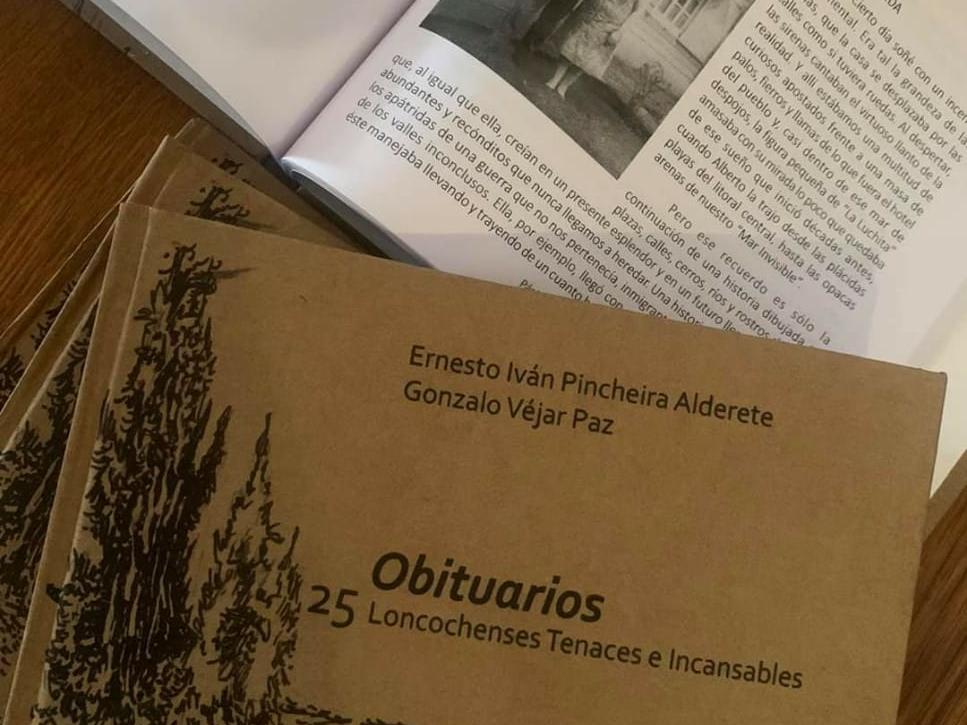 que, al igual que ella, creían en un presente esplendor y en un futuro
abundantes y recónditos que nunca llegamos a heredar. Una
los apátridas de una guerra que no nos pertenecía,
de los valles inconclusos. Ella, por ejemplo, llegó con
éste manejaba llevando y trayendo de un cuanto
cierto día soñé con un
Era tal la grandeza de
que la casa se desplazaba por las
calles como si tuviera ruedas. Al despertar,
las sirenas cantaban el virtuoso llanto de la
realidad. Y allí estábamos una multitud de
curiosos apostados frente a una masa de
palos, fierros y llamas de lo que fuera el hotel
del pueblo y, casi dentro de ese mar de
despojos, la figura pequeña de "La Luchita"
amasaba con su mirada lo poco que quedaba
de ese sueño que inició décadas antes,
cuando Alberto la trajo desde las plácidas
playas del litoral central, hasta las opacas
arenas de nuestro "Mar Invisible".
Pero ese recuerdo es sólo la
continuación de una historia dibujada
plazas, calles, cerros, ríos y rostros
Ernesto Iván Pincheira Alderete
Gonzalo Véjar Paz
Obituarios
25 Loncochenses Tenaces e Incansables